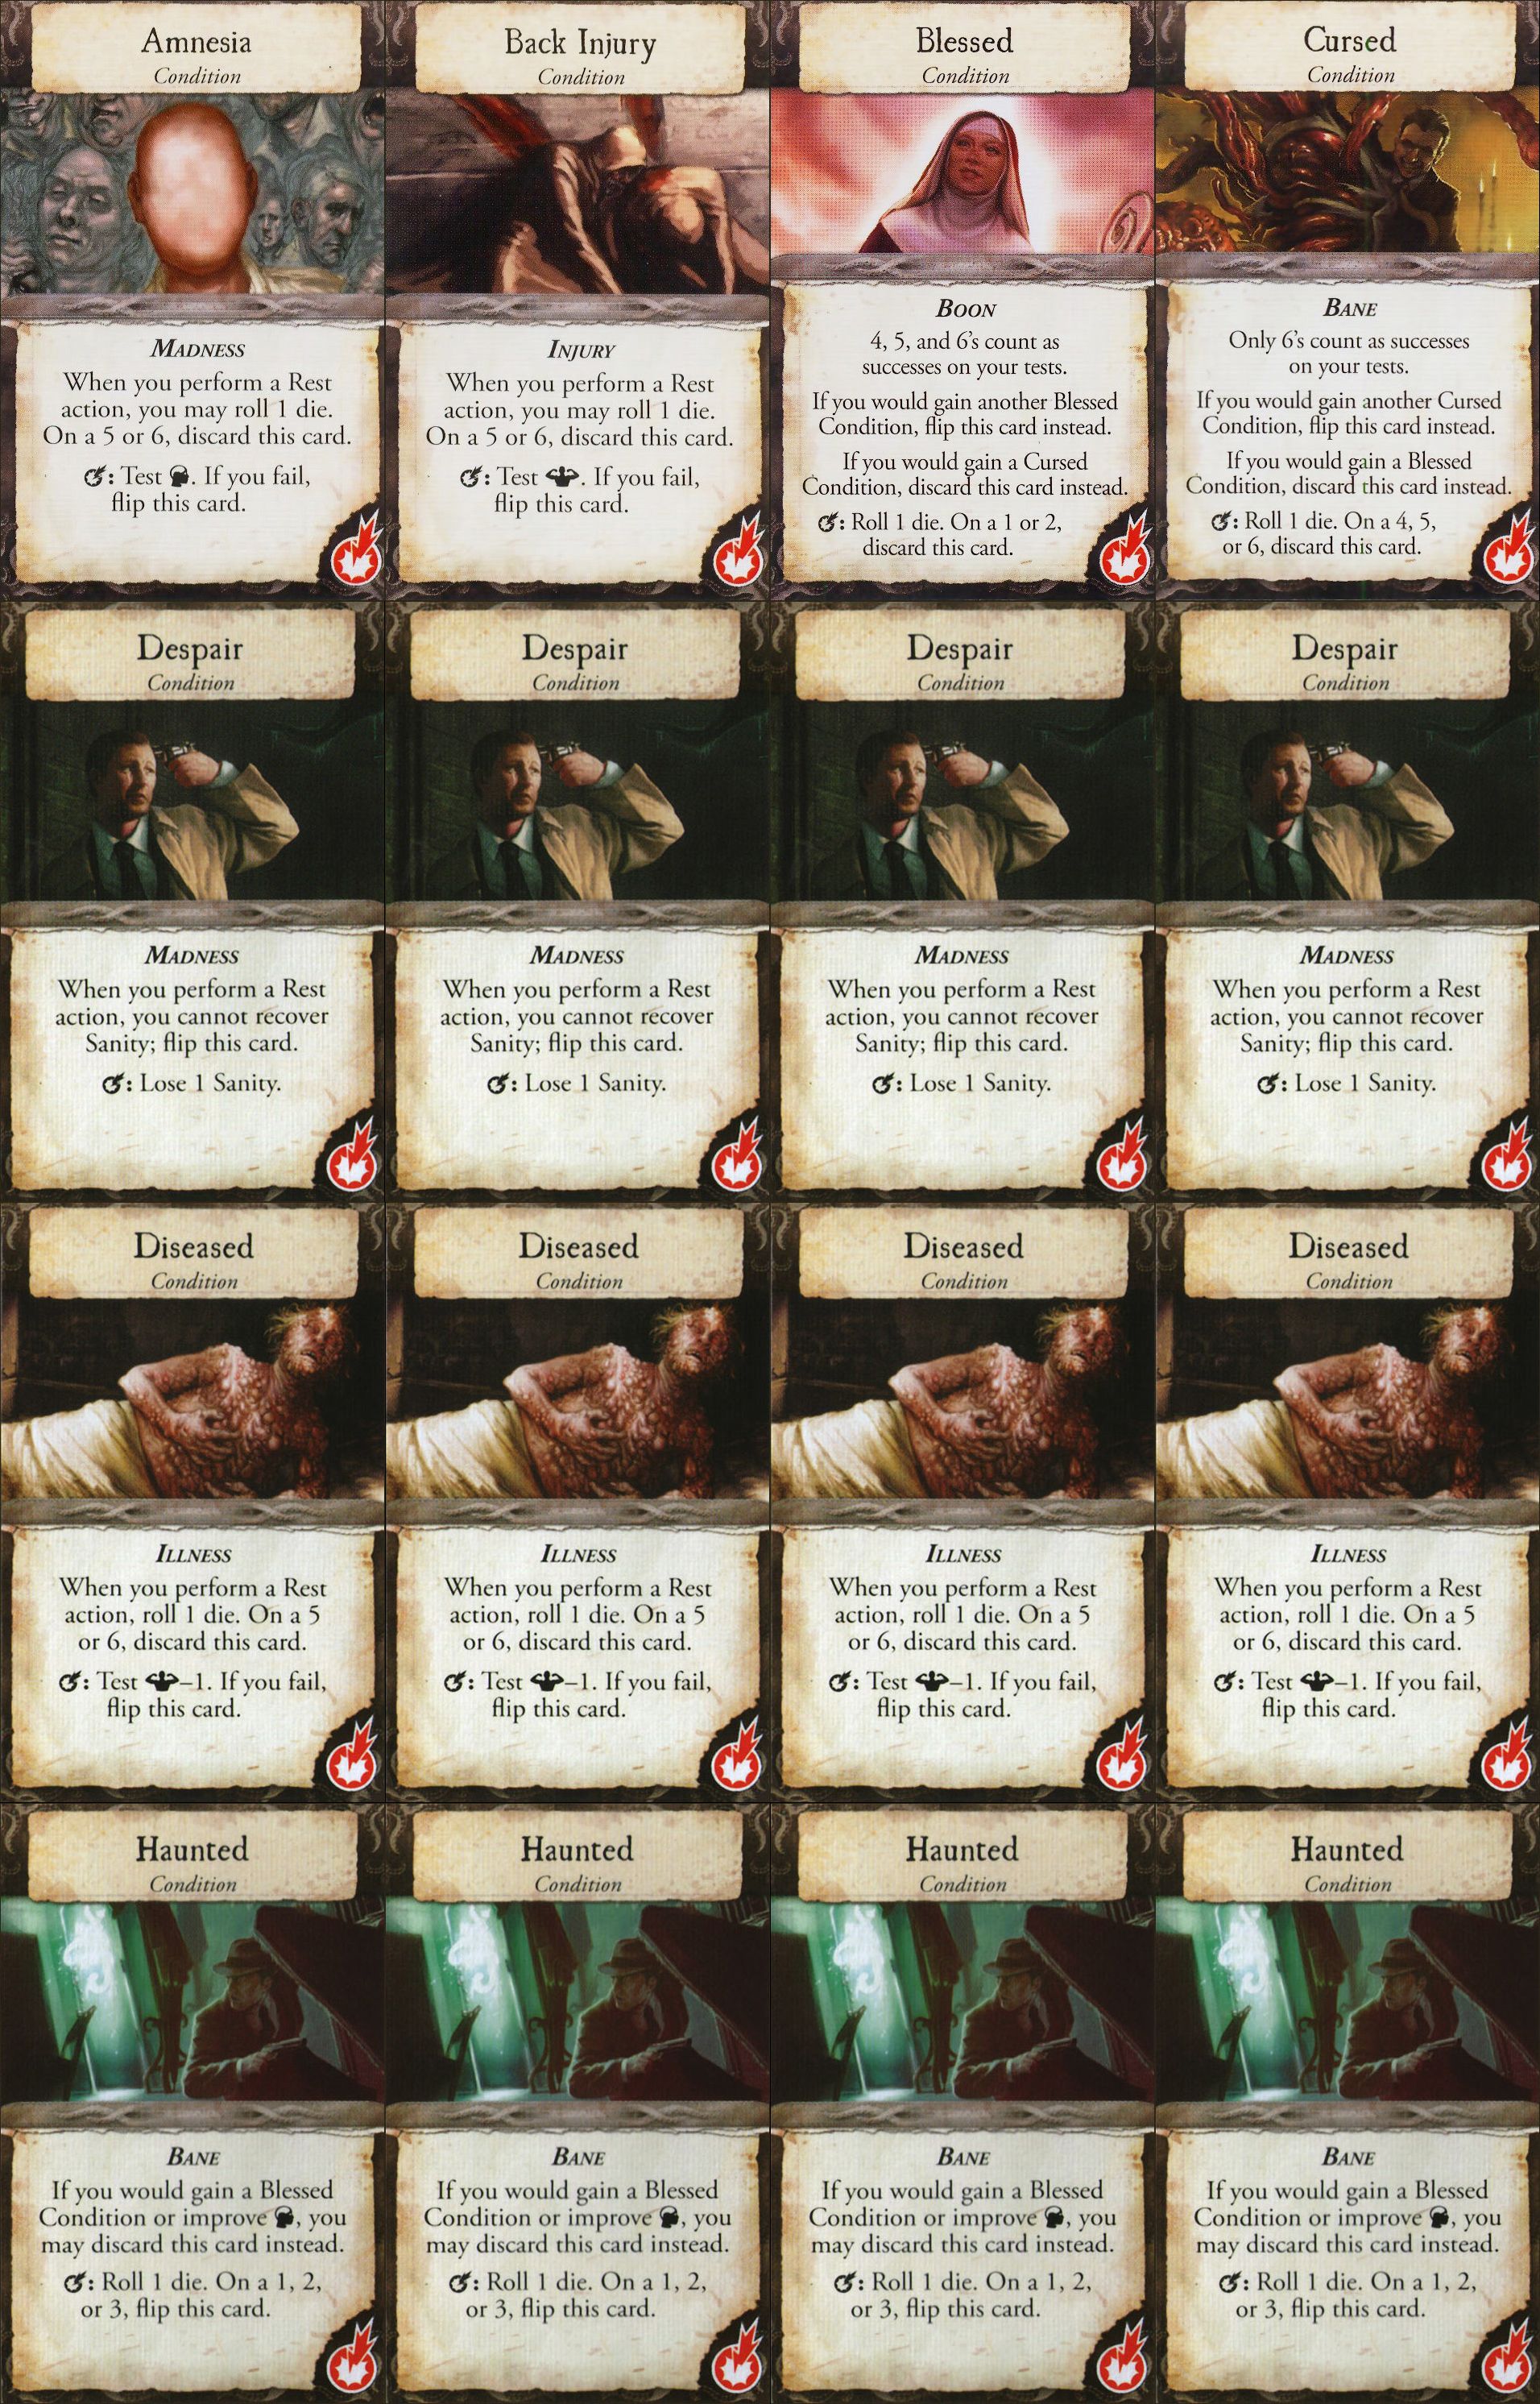 Amnesia
Condition
MADNESS
When you perform a Rest
action, you may roll 1 die.
On a 5 or 6, discard this card.
: Test . If you fail,
flip this card.
Back Injury
Condition
INJURY
When you perform a Rest
action, you may roll 1 die.
On a 5 or 6, discard this card.
: Test . If you fail,
flip this card.
Blessed
Condition
BOON
4, 5, and 6’s count as
successes on your tests.
If you would gain another Blessed
Condition, flip this card instead.
If you would gain a Cursed
Condition, discard this card instead.
: Roll 1 die. On a 1 or 2,
discard this card.
Cursed
Condition
BANE
Only 6’s count as successes
on your tests.
If you would gain another Cursed
Condition, flip this card instead.
If you would gain a Blessed
Condition, discard this card instead.
: Roll 1 die. On a 4, 5,
or 6, discard this card.
Despair
Condition
MADNESS
When you perform a Rest
action, you cannot recover
Sanity; flip this card.
: Lose 1 Sanity.
Despair
Condition
MADNESS
When you perform a Rest
action, you cannot recover
Sanity; flip this card.
: Lose 1 Sanity.
Despair
Condition
MADNESS
When you perform a Rest
action, you cannot recover
Sanity; flip this card.
: Lose 1 Sanity.
Despair
Condition
MADNESS
When you perform a Rest
action, you cannot recover
Sanity; flip this card.
: Lose 1 Sanity.
Diseased
Condition
ILLNESS
When you perform a Rest
action, roll 1 die. On a 5
or 6, discard this card.
: Test –1. If you fail,
flip this card.
Diseased
Condition
ILLNESS
When you perform a Rest
action, roll 1 die. On a 5
or 6, discard this card.
: Test –1. If you fail,
flip this card.
Diseased
Condition
ILLNESS
When you perform a Rest
action, roll 1 die. On a 5
or 6, discard this card.
: Test –1. If you fail,
flip this card.
Diseased
Condition
ILLNESS
When you perform a Rest
action, roll 1 die. On a 5
or 6, discard this card.
: Test –1. If you fail,
flip this card.
Haunted
Condition
BANE
If you would gain a Blessed
Condition or improve , you
may discard this card instead.
: Roll 1 die. On a 1, 2,
or 3, flip this card.
Haunted
Condition
BANE
If you would gain a Blessed
Condition or improve , you
may discard this card instead.
: Roll 1 die. On a 1, 2,
or 3, flip this card.
Haunted
Condition
BANE
If you would gain a Blessed
Condition or improve , you
may discard this card instead.
: Roll 1 die. On a 1, 2,
or 3, flip this card.
Haunted
Condition
BANE
If you would gain a Blessed
Condition or improve , you
may discard this card instead.
: Roll 1 die. On a 1, 2,
or 3, flip this card.